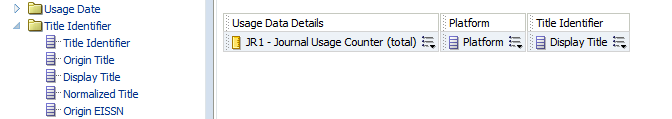 Usage Date
Title Identifier
Title Identifier
Origin Title
Display Title
Normalized Title
Origin EISSN
Usage Data Details Platform Title Identifier
JR1 - Journal Usage Counter (total) Platform Display Title